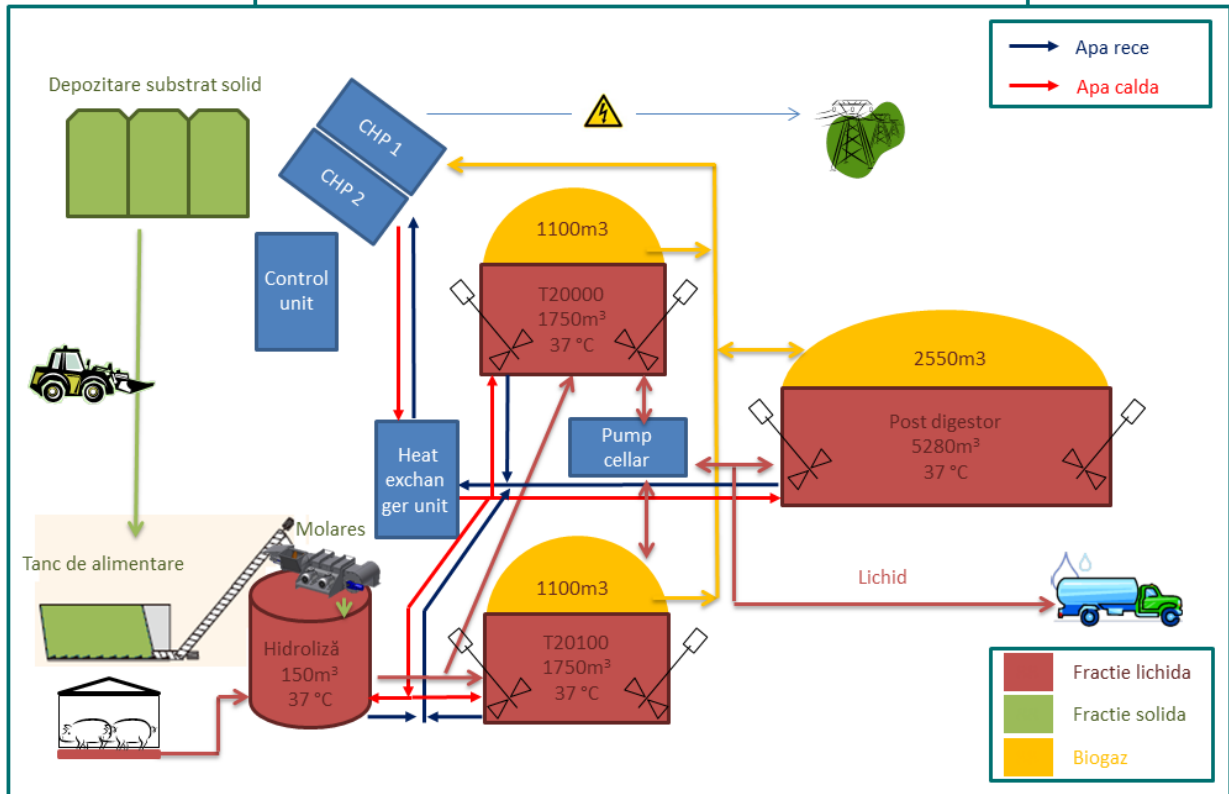 Apa rece
Apa calda
Depozitare substrat solid
CHP 1
CHP 2
Control
unit
1100m3
T20000
1750m³
37 °C
2550m3
Post digestor
5280m³
37 °C
Pump
cellar
Heat
exchan
ger unit
Molares
Tanc de alimentare
Hidroliză
150m³
37 °C
1100m3
T20100
1750m³
37 °C
Lichid
Fractie lichida
Fractie solida
Biogaz